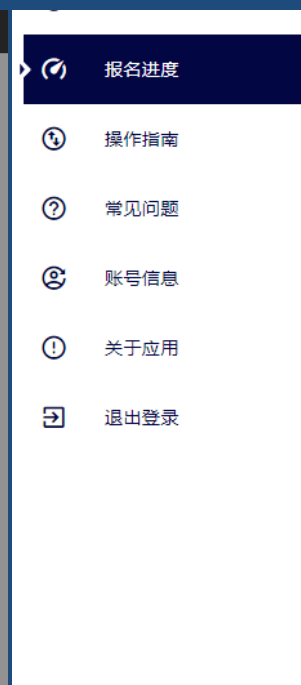 报名进度
操作指南
常见问题
账号信息
关于应用
退出登录